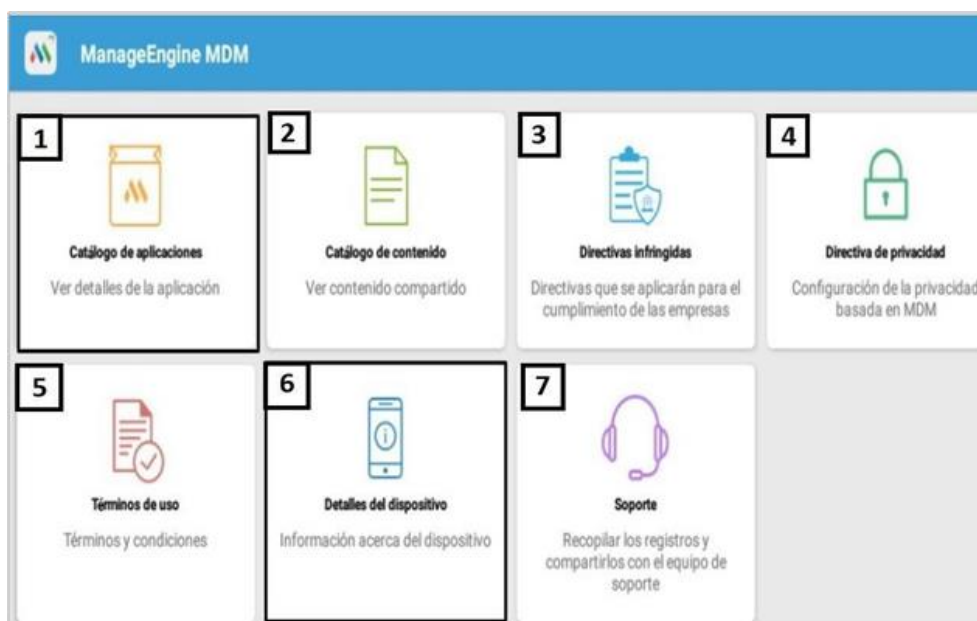 ManageEngine MDM
1
Catálogo de aplicaciones
Ver detalles de la aplicación
2
Catálogo de contenido
Ver contenido compartido
3
Directivas infringidas
Directivas que se aplicarán para el
cumplimiento de las empresas
4
Directiva de privacidad
Configuración de la privacidad
basada en MDM
5
Términos de uso
Términos y condiciones
6
Detalles del dispositivo
Información acerca del dispositivo
7
Soporte
Recopilar los registros y
compartirlos con el equipo de
soporte